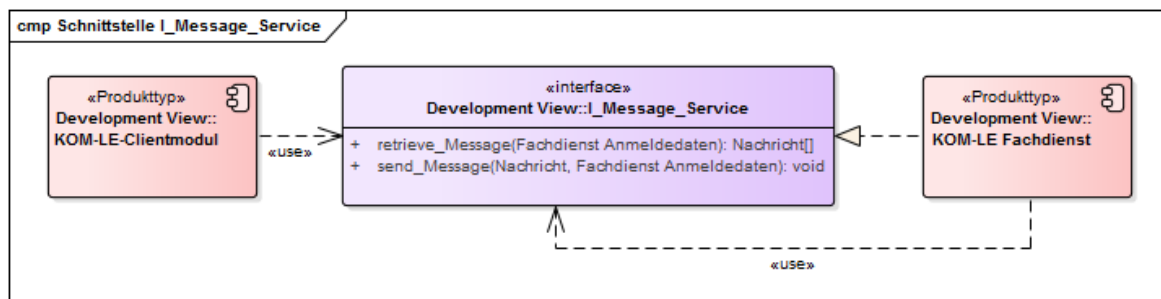 cmp Schnittstelle I_Message_Service
«Produkttyp»
Development View::
KOM-LE-Clientmodul
«use»
«interface»
Development View::I_Message_Service
+ retrieve_Message(Fachdienst Anmeldedaten): Nachricht[]
+ send_Message(Nachricht, Fachdienst Anmeldedaten): void
«Produkttyp»
Development View::
KOM-LE Fachdienst
«use»